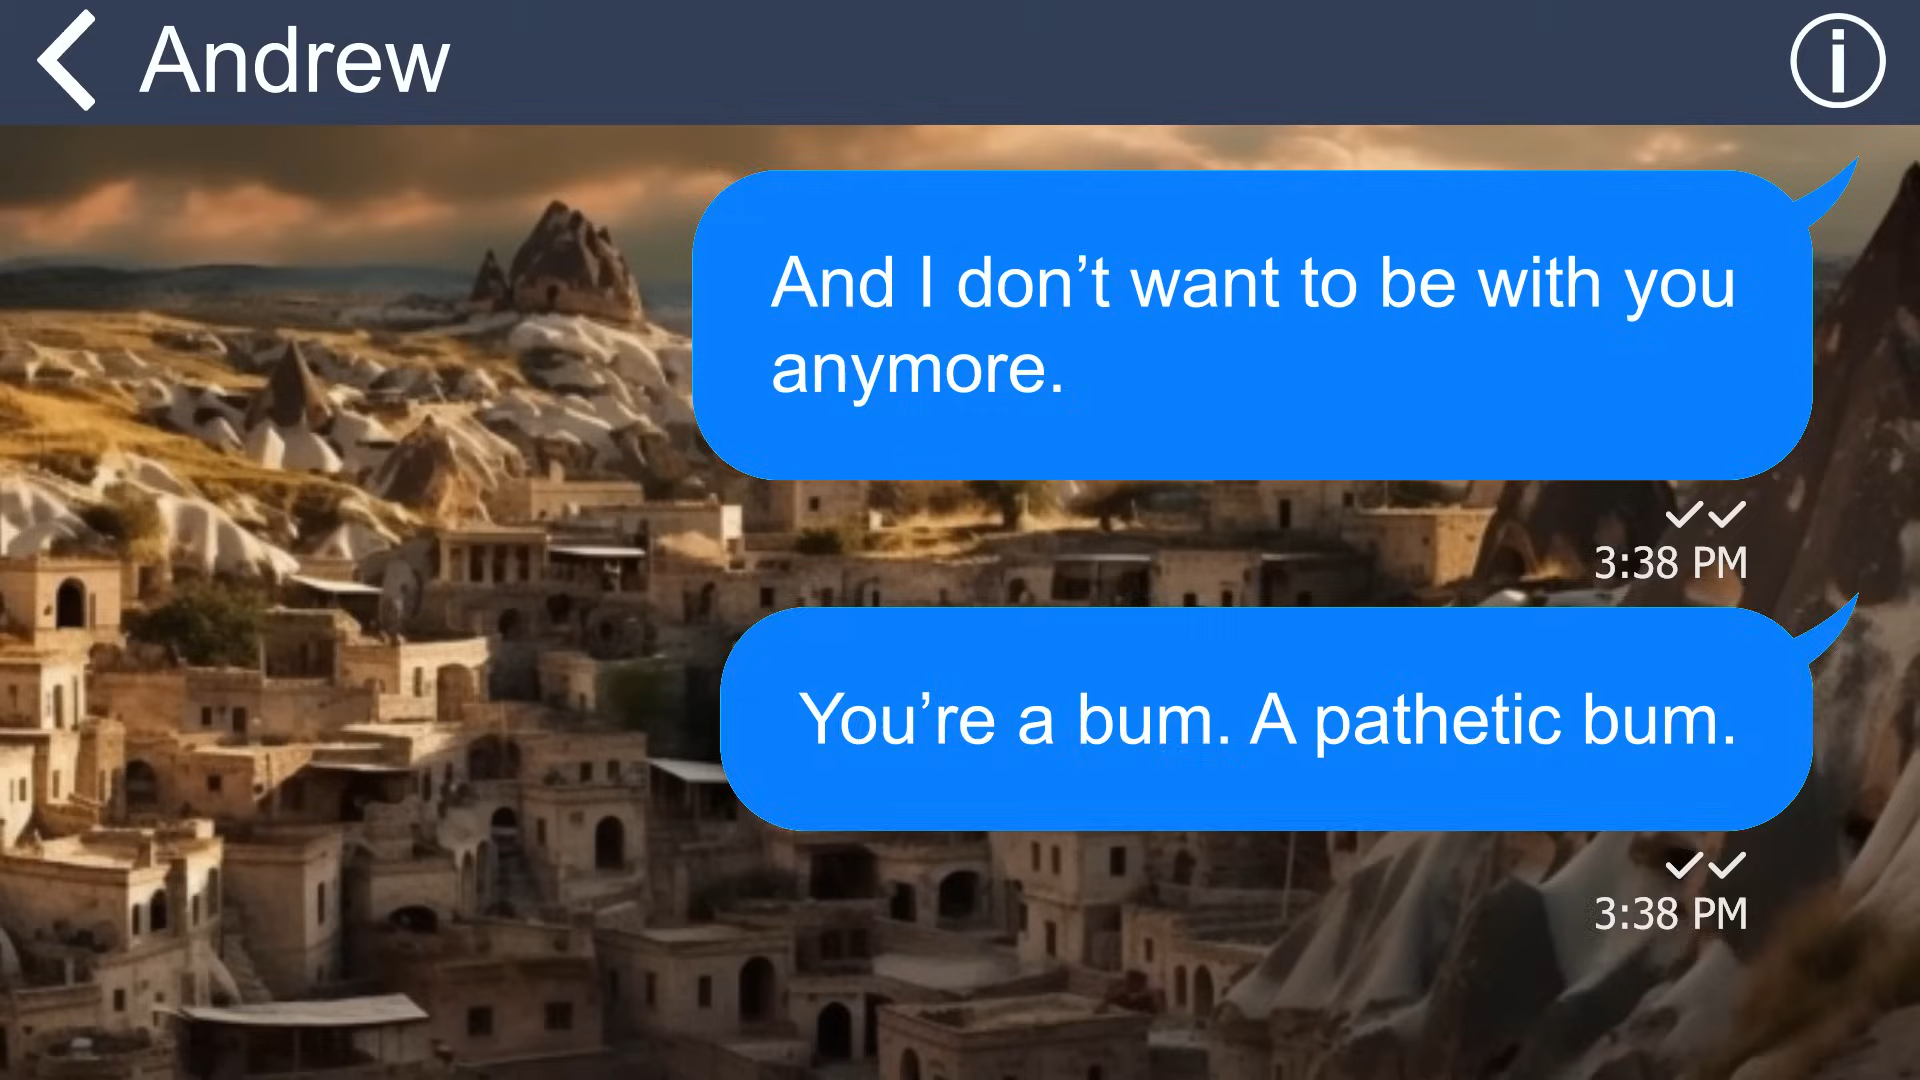 Andrew
And I don’t want to be with you
anymore.
3:38 PM
You’re a bum. A pathetic bum.
3:38 PM